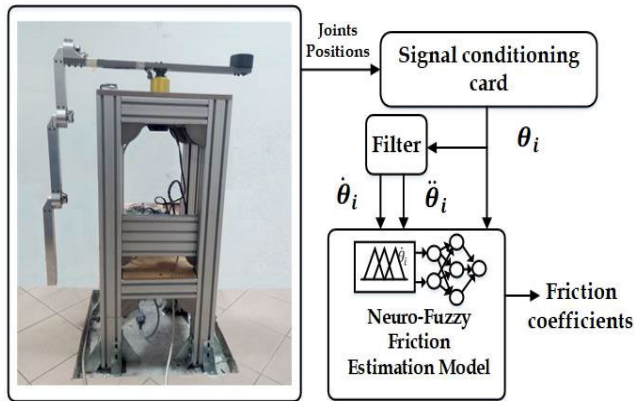 Joints
Positions
Signal conditioning
card
Filter
θi
θ̇i
θ̈i
θ̇i
Neuro-Fuzzy
Friction
Estimation Model
Friction
coefficients